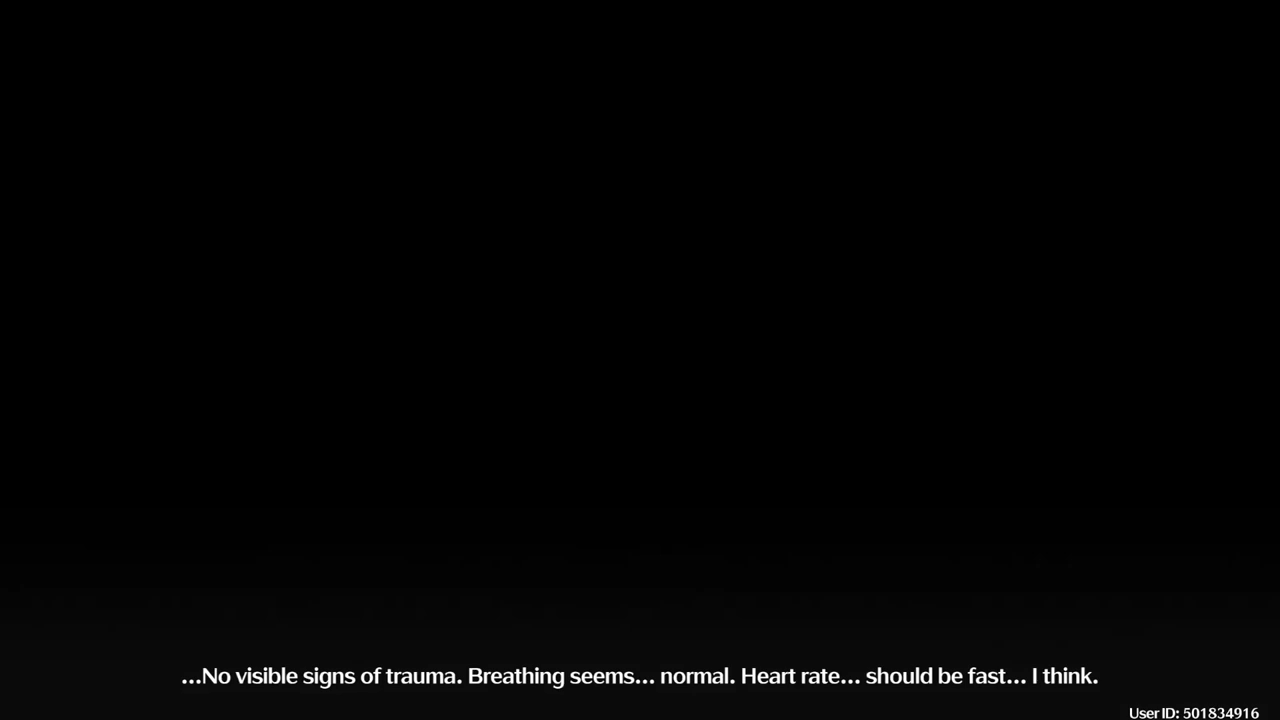 ...No visible signs of trauma. Breathing seems... normal. Heart rate... should be fast... I think.
User ID: 501834916